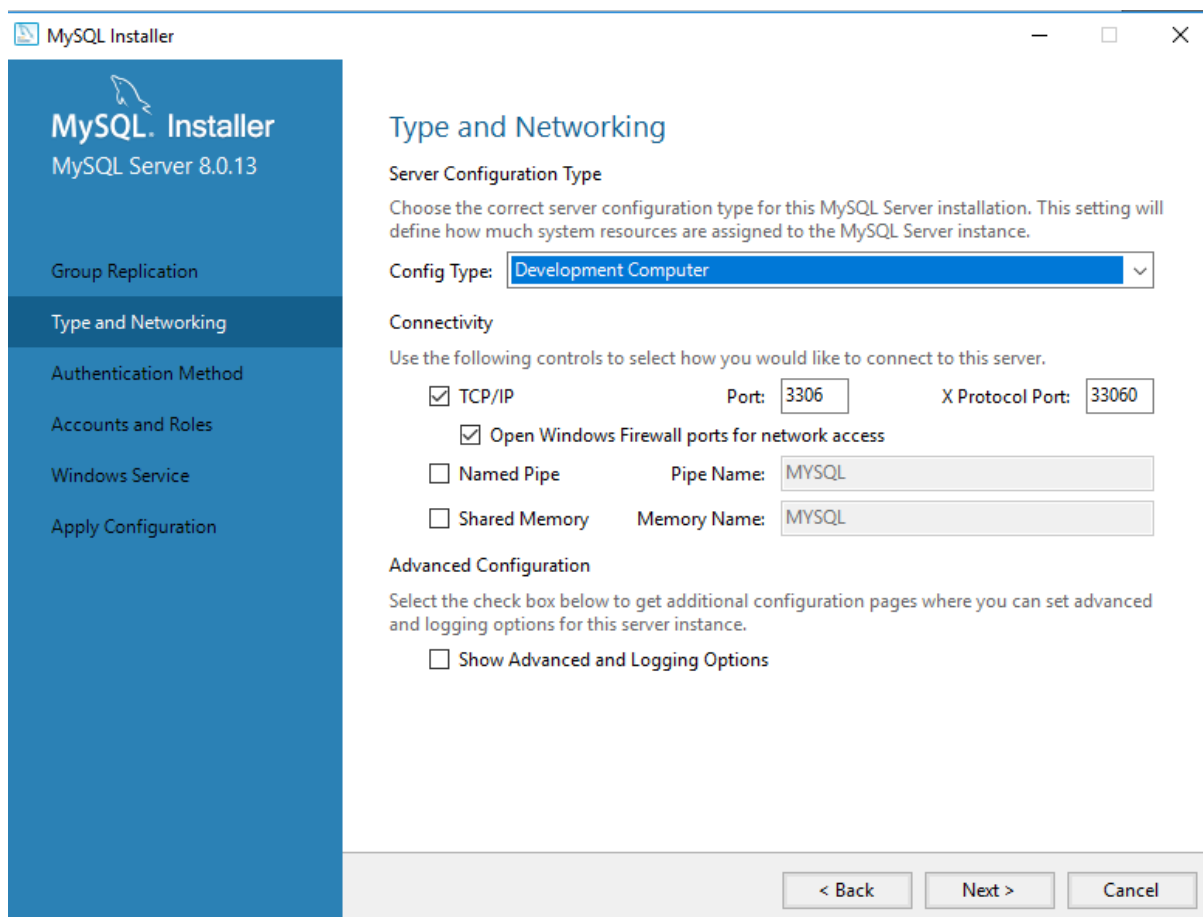 MySQL Installer
MySQL. Installer
MySQL Server 8.0.13
Group Replication
Type and Networking
Authentication Method
Accounts and Roles
Windows Service
Apply Configuration
Type and Networking
Server Configuration Type
Choose the correct server configuration type for this MySQL Server installation. This setting will
define how much system resources are assigned to the MySQL Server instance.
Config Type: Development Computer
Connectivity
Use the following controls to select how you would like to connect to this server.
TCP/IP Port: 3306 X Protocol Port: 33060
Open Windows Firewall ports for network access
Named Pipe Pipe Name: MYSQL
Shared Memory Memory Name: MYSQL
Advanced Configuration
Select the check box below to get additional configuration pages where you can set advanced
and logging options for this server instance.
Show Advanced and Logging Options
< Back Next > Cancel